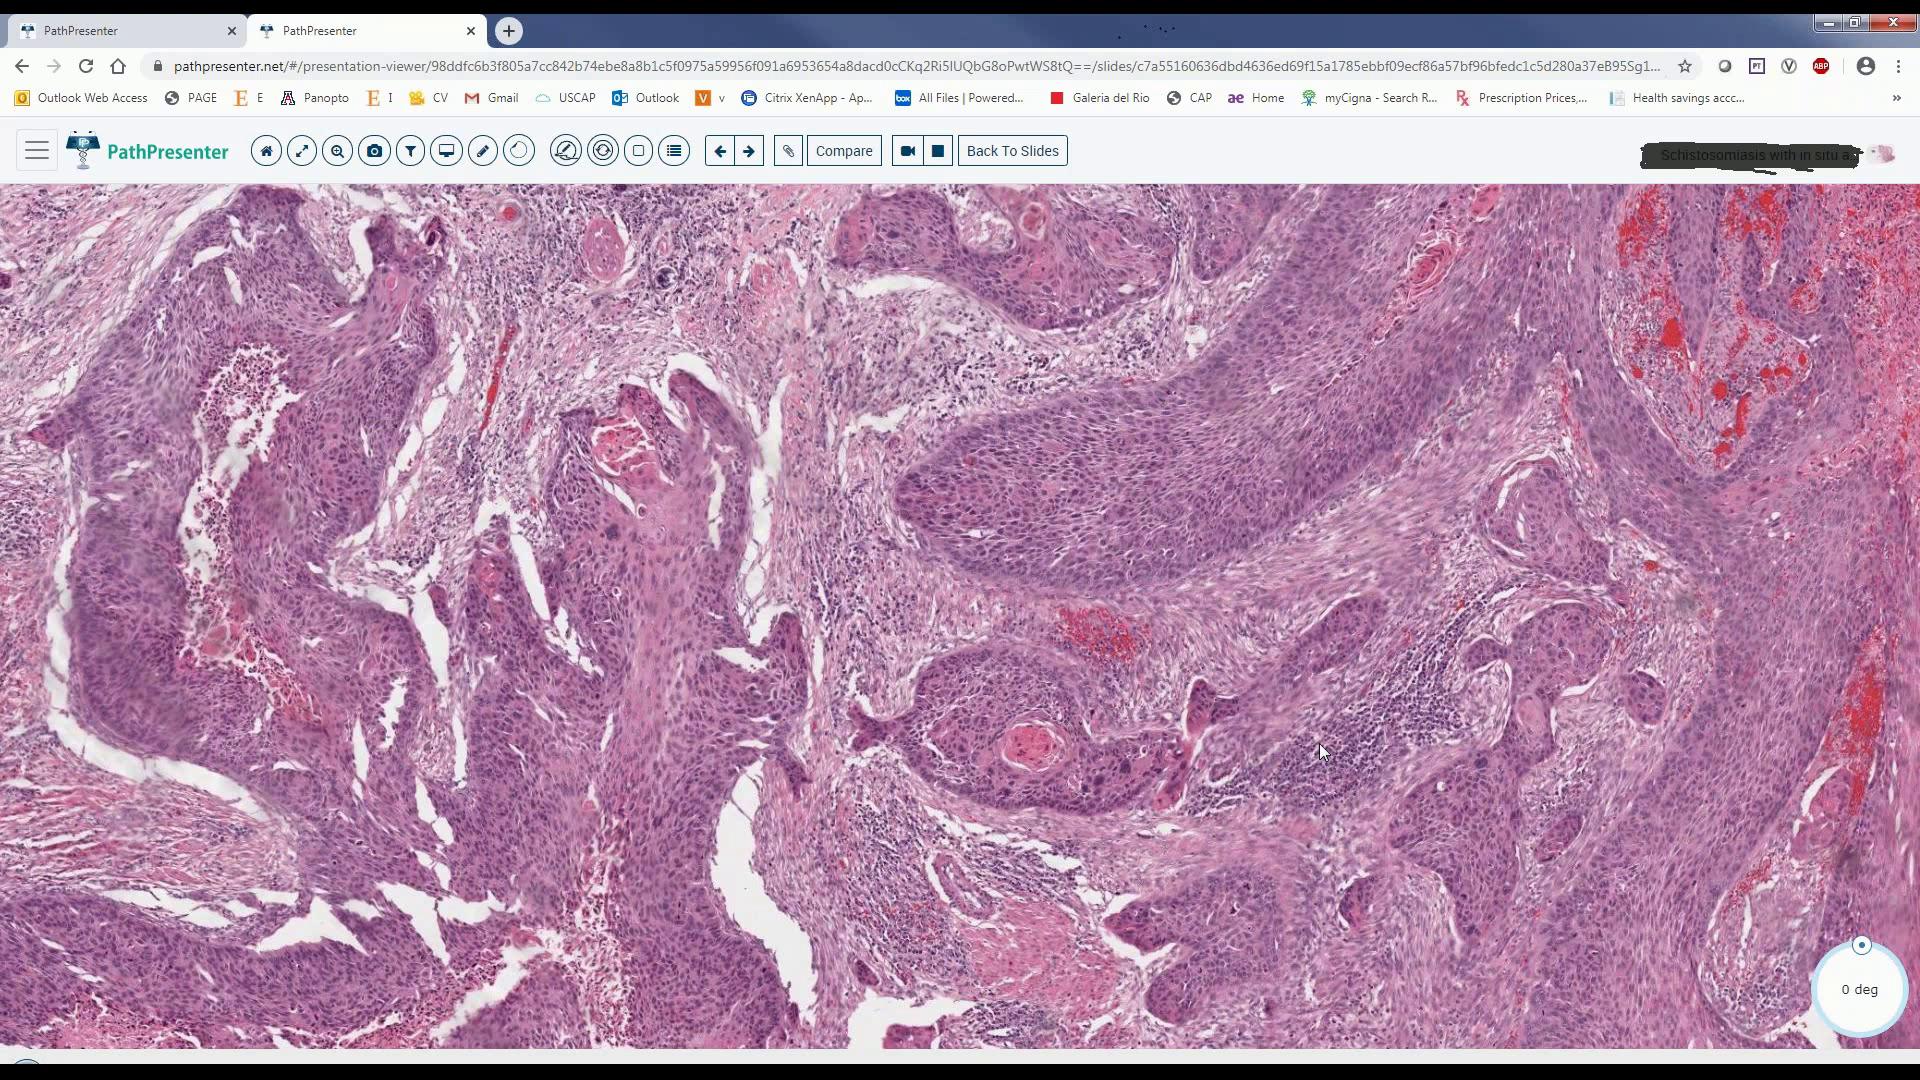 PathPresenter
PathPresenter
pathpresenter.net/#/presentation-viewer/98ddfc6b3f805a7cc842b74ebe8a8b1c5f0975a59956f091a6953654a8dacd0cCKq2Ri5IUQbG8oPwtWS8tQ==/slides/c7a55160636dbd4636ed69f15a1785ebbf09ecf86a57bf96bfedc1c5d280a37eB95Sg1...
Outlook Web Access PAGE E Panopto I CV Gmail USCAP Outlook v Citrix XenApp - Ap... All Files | Powered... Galeria del Rio CAP Home myCigna - Search R... Prescription Prices,... Health savings accc...
PathPresenter Compare Back To Slides Schistosomiasis with in situ a
0 deg